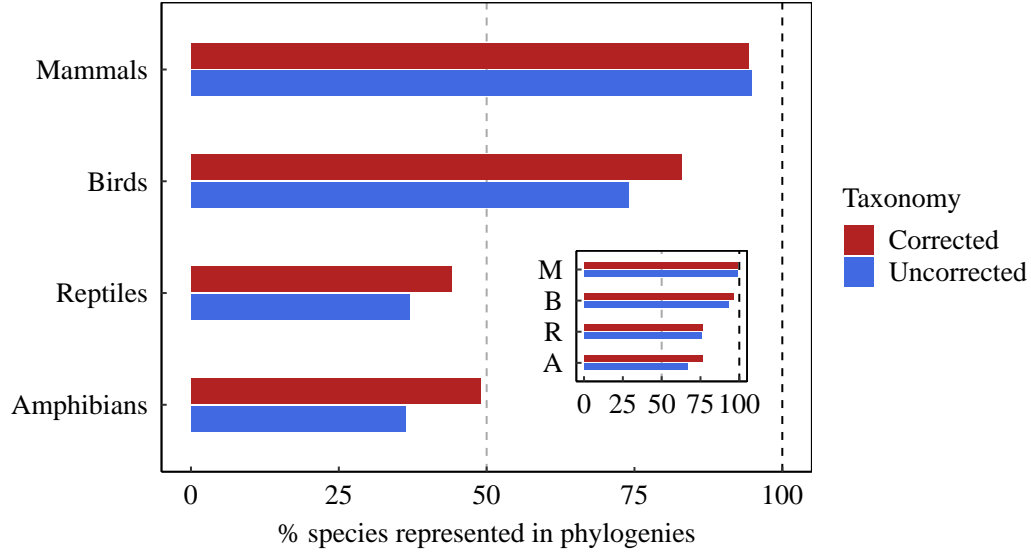 Mammals
Birds
Reptiles
Amphibians
0 25 50 75 100
% species represented in phylogenies
M
B
R
A
0 25 50 75 100
Taxonomy
Corrected
Uncorrected